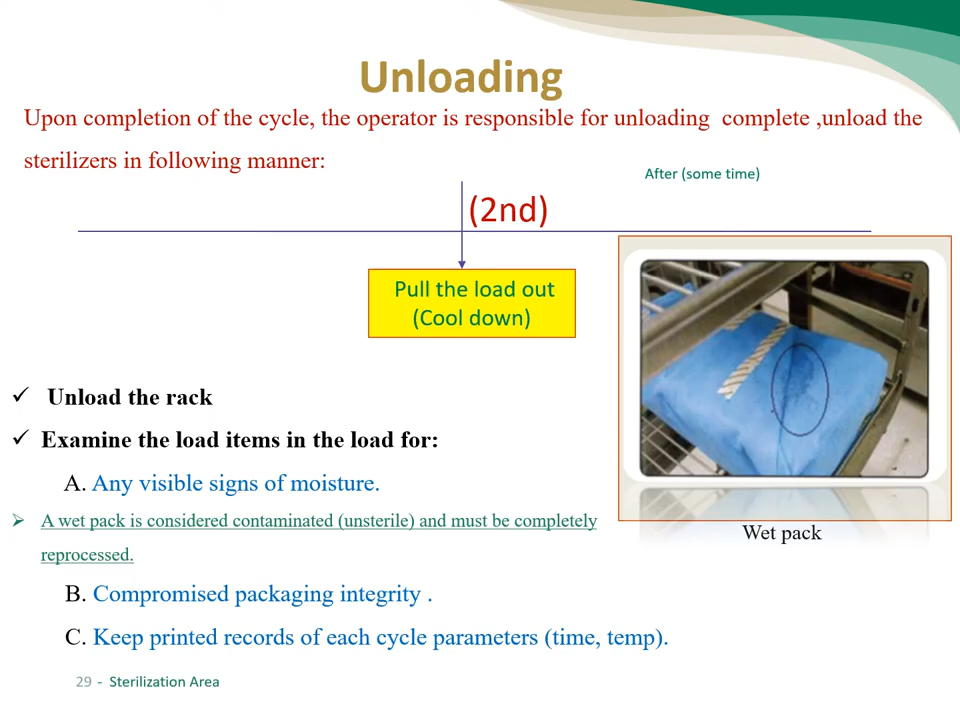 Unloading
Upon completion of the cycle, the operator is responsible for unloading complete ,unload the
sterilizers in following manner:
After (some time)
(2nd)
Pull the load out
(Cool down)
✓ Unload the rack
✓ Examine the load items in the load for:
A. Any visible signs of moisture.
➢ A wet pack is considered contaminated (unsterile) and must be completely
reprocessed.
Wet pack
B. Compromised packaging integrity .
C. Keep printed records of each cycle parameters (time, temp).
29 - Sterilization Area